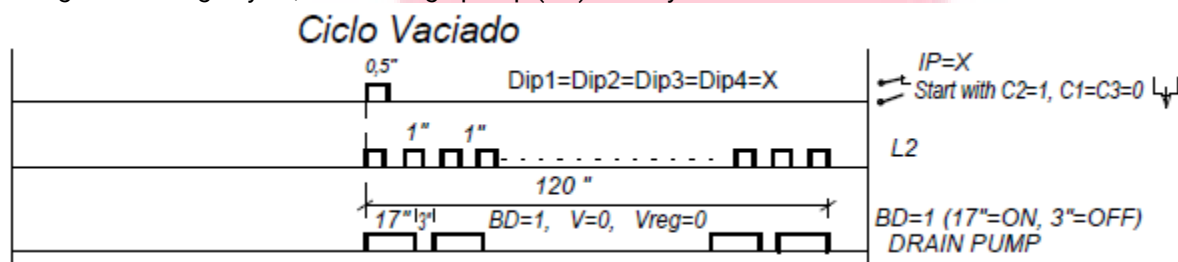 Ciclo Vaciado
0,5"
Dip1=Dip2=Dip3=Dip4=X
IP=X
Start with C2=1, C1=C3=0
1" 1"
L2
120 "
17" 3" BD=1, V=0, Vreg=0
BD=1 (17"=ON, 3"=OFF)
DRAIN PUMP